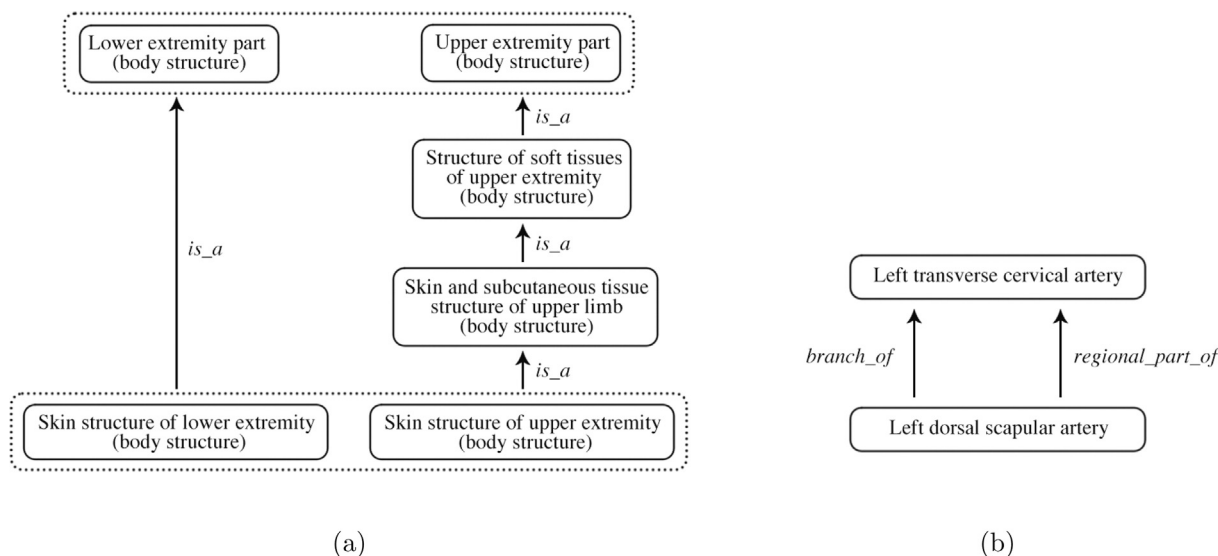 Lower extremity part
(body structure)
Upper extremity part
(body structure)
is_a
Structure of soft tissues
of upper extremity
(body structure)
is_a
is_a
Skin and subcutaneous tissue
structure of upper limb
(body structure)
is_a
Skin structure of lower extremity
(body structure)
Skin structure of upper extremity
(body structure)
(a)
Left transverse cervical artery
branch_of
regional_part_of
Left dorsal scapular artery
(b)